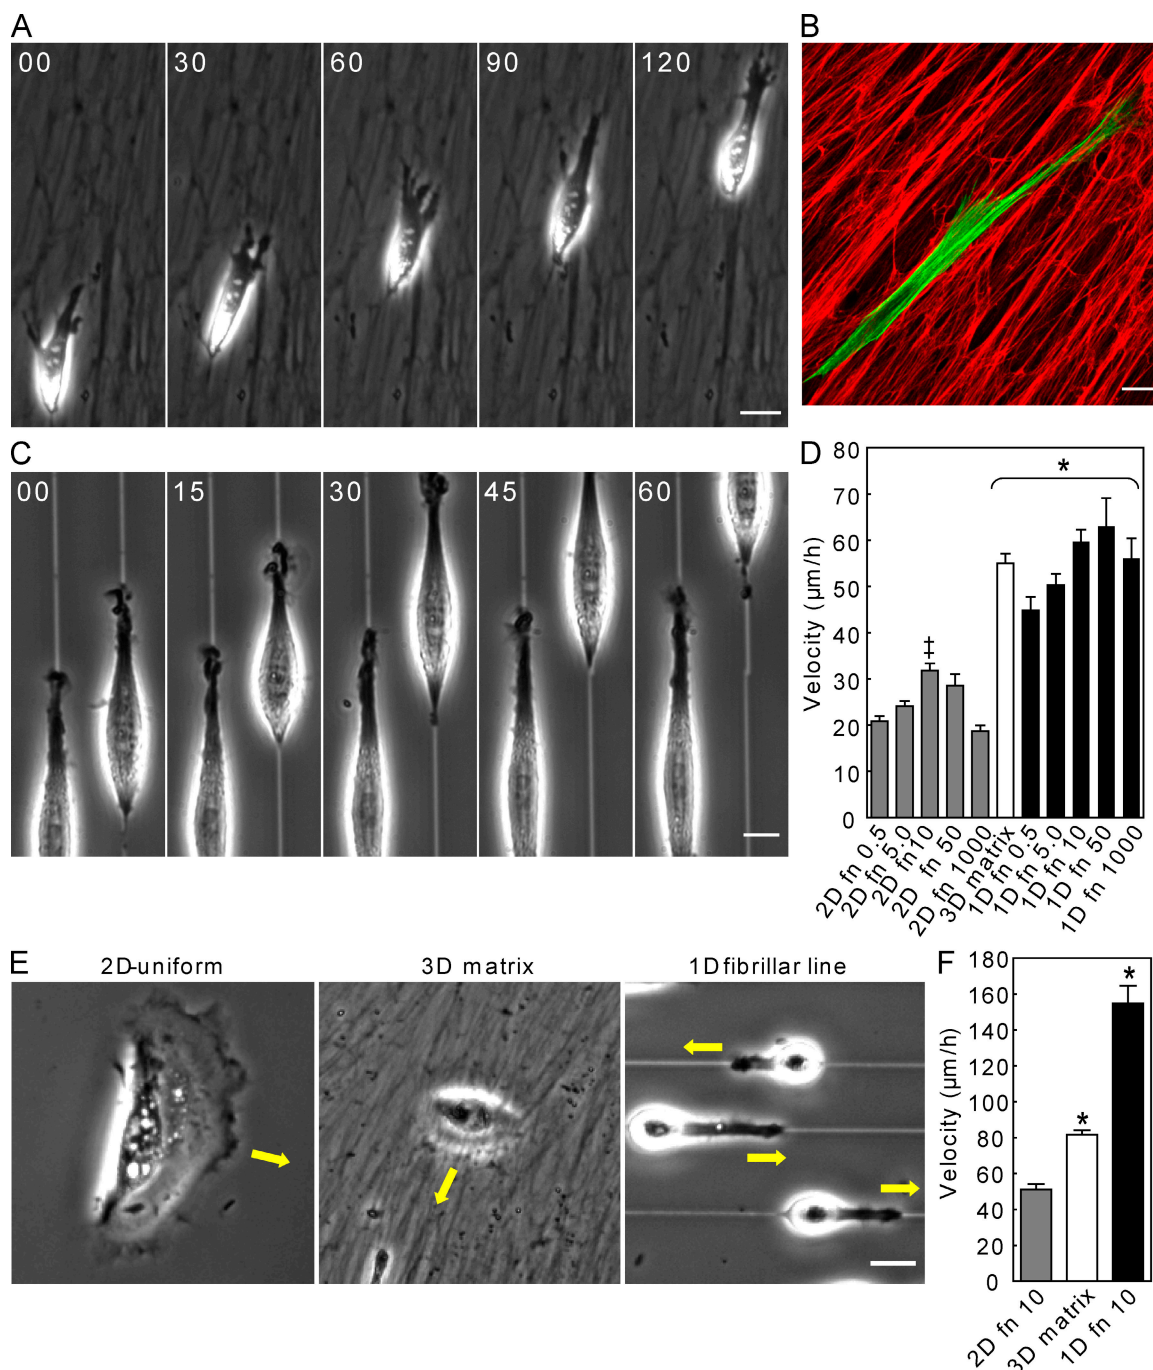 A
00 30 60 90 120
B
C
00 15 30 45 60
D
80
70
60
50
40
30
20
10
0
Velocity (µm/h)
*
‡
2D fn 0.5
2D fn 5.0
2D fn 10
2D fn 50
2D fn 1000
3D matrix
1D fn 0.5
1D fn 5.0
1D fn 10
1D fn 50
1D fn 1000
E
2D-uniform 3D matrix 1D fibrillar line
F
180
160
140
120
100
80
60
40
20
0
Velocity (µm/h)
*
*
2D fn 10
3D matrix
1D fn 10